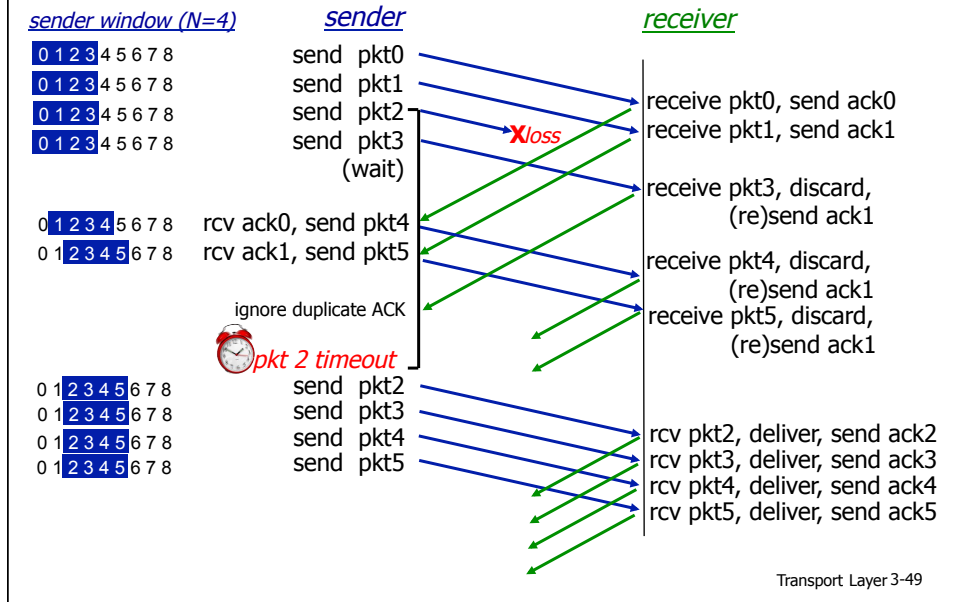 sender window (N=4) sender receiver
0 1 2 3 4 5 6 7 8 send pkt0
0 1 2 3 4 5 6 7 8 send pkt1
0 1 2 3 4 5 6 7 8 send pkt2
0 1 2 3 4 5 6 7 8 send pkt3
(wait)
Xloss
receive pkt0, send ack0
receive pkt1, send ack1
receive pkt3, discard,
(re)send ack1
0 1 2 3 4 5 6 7 8 rcv ack0, send pkt4
0 1 2 3 4 5 6 7 8 rcv ack1, send pkt5
receive pkt4, discard,
(re)send ack1
receive pkt5, discard,
(re)send ack1
ignore duplicate ACK
pkt 2 timeout
0 1 2 3 4 5 6 7 8 send pkt2
0 1 2 3 4 5 6 7 8 send pkt3
0 1 2 3 4 5 6 7 8 send pkt4
0 1 2 3 4 5 6 7 8 send pkt5
rcv pkt2, deliver, send ack2
rcv pkt3, deliver, send ack3
rcv pkt4, deliver, send ack4
rcv pkt5, deliver, send ack5
Transport Layer 3-49